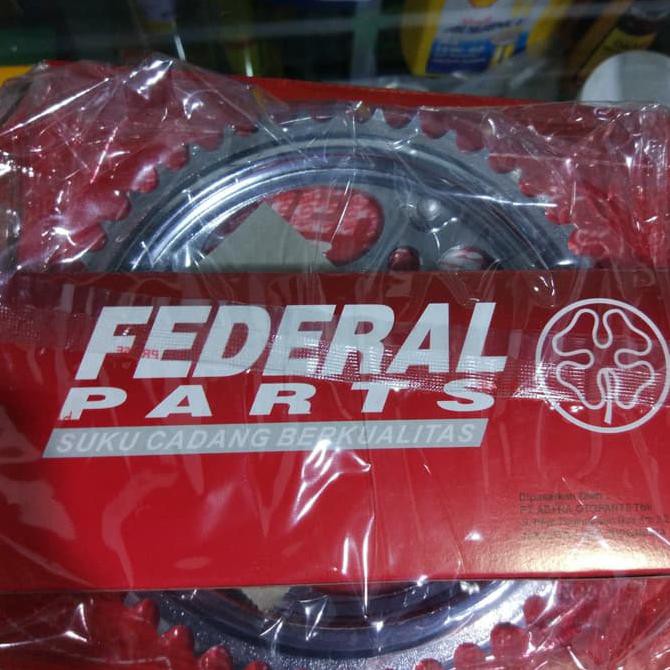 FEDERAL
PARTS
SUKU CADANG BERKUALITAS
Dipasarkan Oleh :
PT ASTRA OTOPARTS Tbk